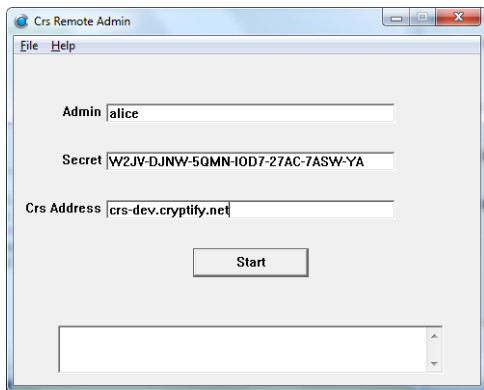 Crs Remote Admin
File Help
Admin alice
Secret W2JV-DJNW-5QMN-IOD7-27AC-7ASW-YA
Crs Address crs-dev.cryptify.net
Start